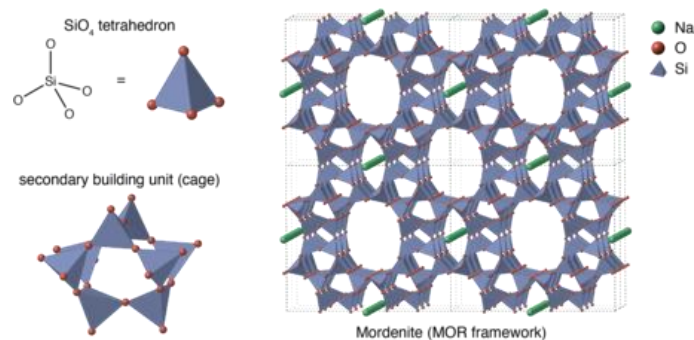 SiO4 tetrahedron
O
Si
O
O
O
=
secondary building unit (cage)
Na
O
Si
Mordenite (MOR framework)